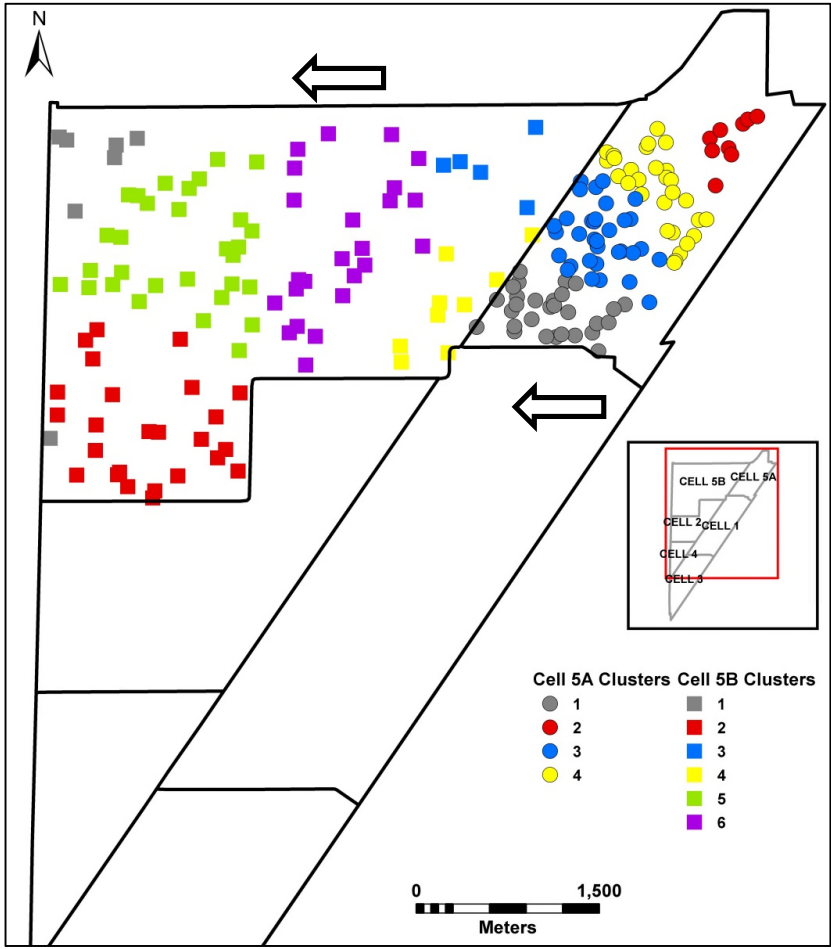 N
CELL 5B
CELL 5A
CELL 2
CELL 1
CELL 4
CELL 3
Cell 5A Clusters
1
2
3
4
Cell 5B Clusters
1
2
3
4
5
6
0 1,500
Meters